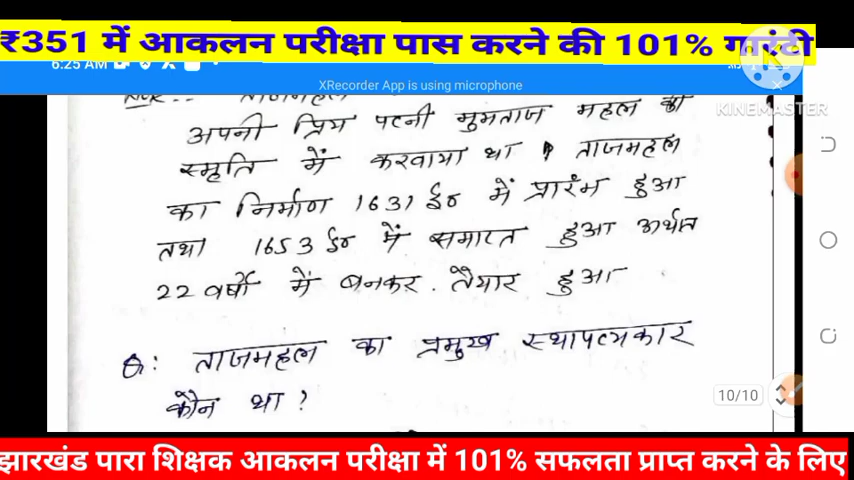 ₹351 में आकलन परीक्षा पास करने की 101% गारंटी
6:25 AM
XRecorder App is using microphone
KINEMASTER
ताजमहल
अपनी प्रिय पत्नी मुमताज महल की
स्मृति में करवाया था । ताजमहल
का निर्माण 1631 ई० में प्रारंभ हुआ
तथा 1653 ई० में समाप्त हुआ अर्थात
22 वर्षों में बनकर तैयार हुआ
Q: ताजमहल का प्रमुख स्थापत्यकार
कौन था ?
10/10
झारखंड पारा शिक्षक आकलन परीक्षा में 101% सफलता प्राप्त करने के लिए